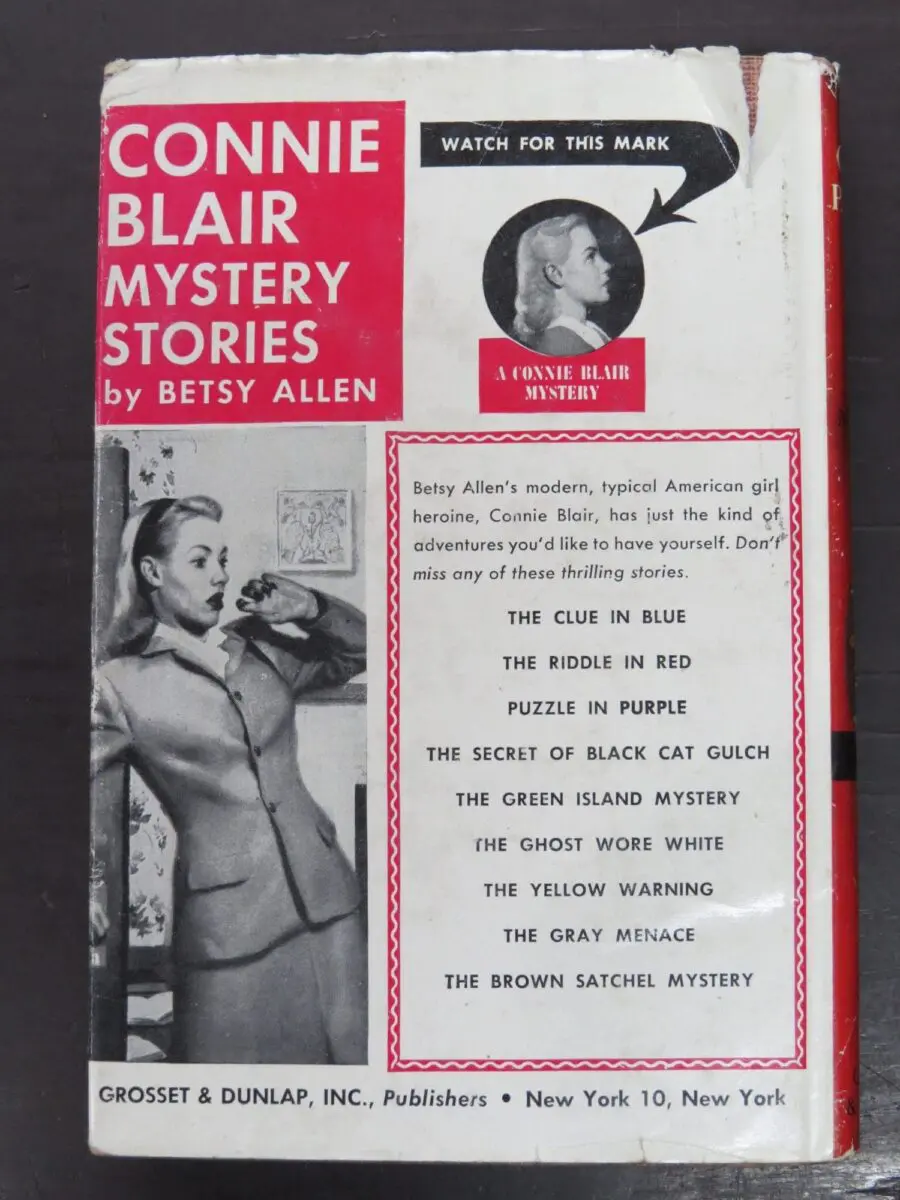 CONNIE
BLAIR
MYSTERY
STORIES
by BETSY ALLEN
WATCH FOR THIS MARK
A CONNIE BLAIR
MYSTERY
Betsy Allen's modern, typical American girl
heroine, Connie Blair, has just the kind of
adventures you'd like to have yourself. Don't
miss any of these thrilling stories.
THE CLUE IN BLUE
THE RIDDLE IN RED
PUZZLE IN PURPLE
THE SECRET OF BLACK CAT GULCH
THE GREEN ISLAND MYSTERY
THE GHOST WORE WHITE
THE YELLOW WARNING
THE GRAY MENACE
THE BROWN SATCHEL MYSTERY
GROSSET & DUNLAP, INC., Publishers • New York 10, New York